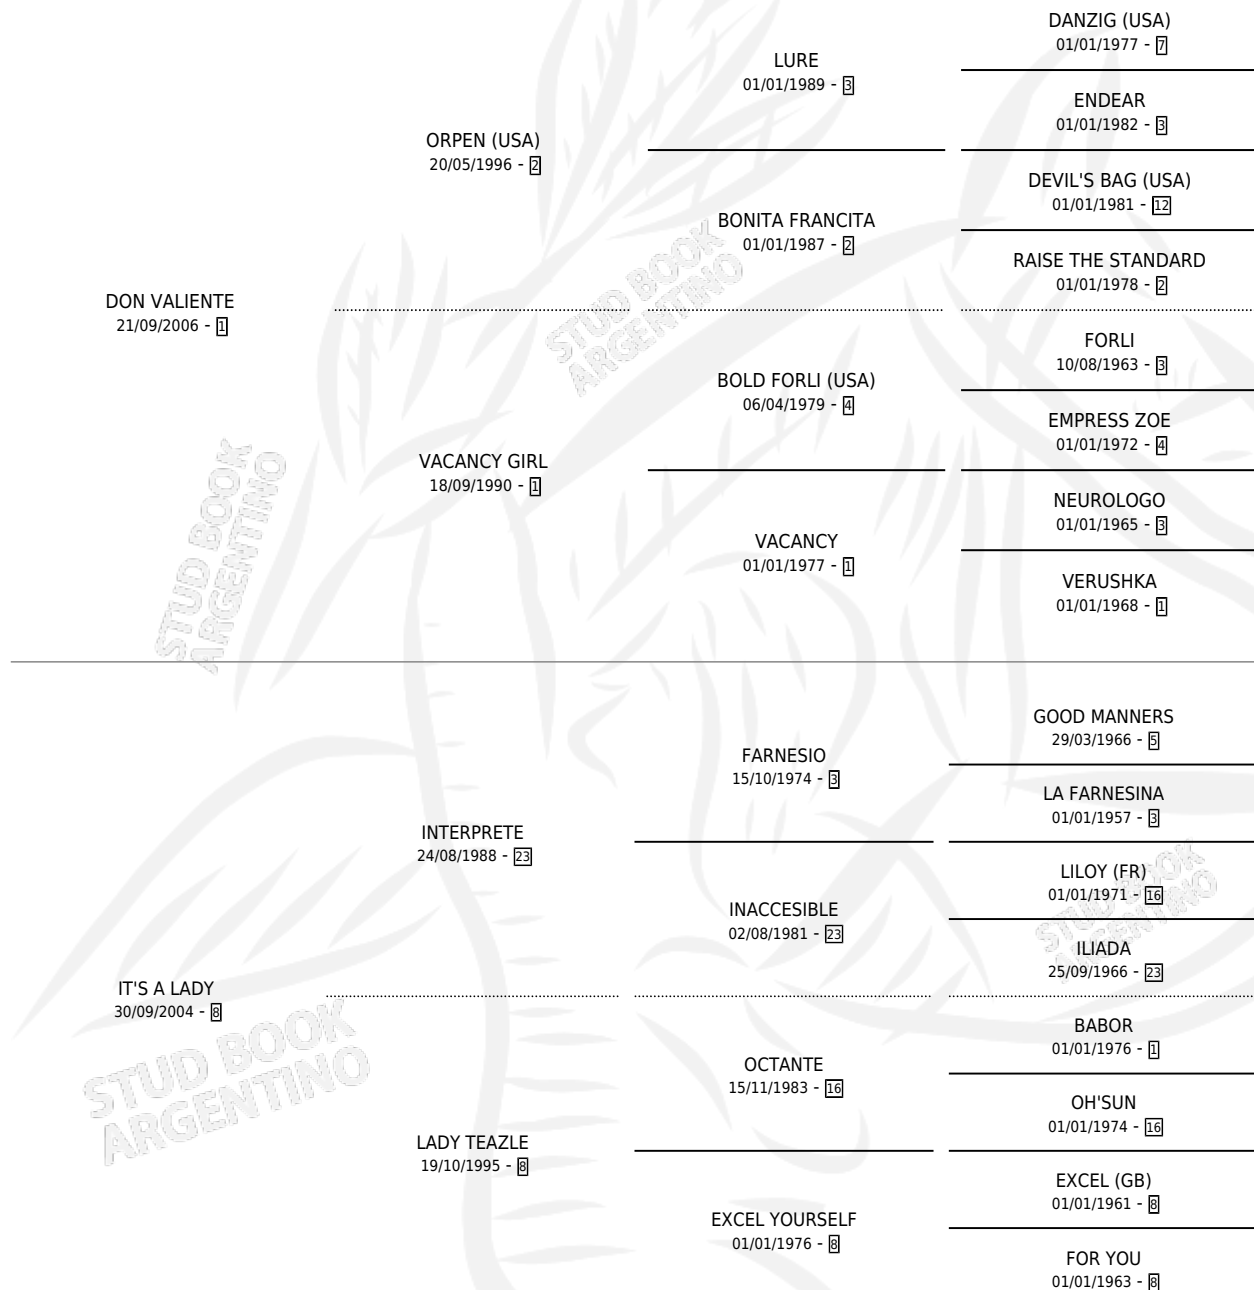 DANZIG (USA)
01/01/1977 - 7
LURE
01/01/1989 - 3
ENDEAR
01/01/1982 - 3
ORPEN (USA)
20/05/1996 - 2
DEVIL'S BAG (USA)
01/01/1981 - 12
BONITA FRANCITA
01/01/1987 - 2
RAISE THE STANDARD
01/01/1978 - 2
DON VALIENTE
21/09/2006 - 1
STUD BOOK
ARGENTINO
FORLI
10/08/1963 - 3
BOLD FORLI (USA)
06/04/1979 - 4
EMPRESS ZOE
01/01/1972 - 4
VACANCY GIRL
18/09/1990 - 1
NEUROLOGO
01/01/1965 - 3
VACANCY
01/01/1977 - 1
VERUSHKA
01/01/1968 - 1
STUD BOOK
ARGENTINO
GOOD MANNERS
29/03/1966 - 5
FARNESIO
15/10/1974 - 3
LA FARNESINA
01/01/1957 - 3
INTERPRETE
24/08/1988 - 23
LILOY (FR)
01/01/1971 - 16
INACCESIBLE
02/08/1981 - 23
ILIADA
25/09/1966 - 23
STUD BOOK
ARGENTINO
IT'S A LADY
30/09/2004 - 8
BABOR
01/01/1976 - 1
OCTANTE
15/11/1983 - 16
OH'SUN
01/01/1974 - 16
STUD BOOK
ARGENTINO
LADY TEAZLE
19/10/1995 - 8
EXCEL (GB)
01/01/1961 - 8
EXCEL YOURSELF
01/01/1976 - 8
FOR YOU
01/01/1963 - 8